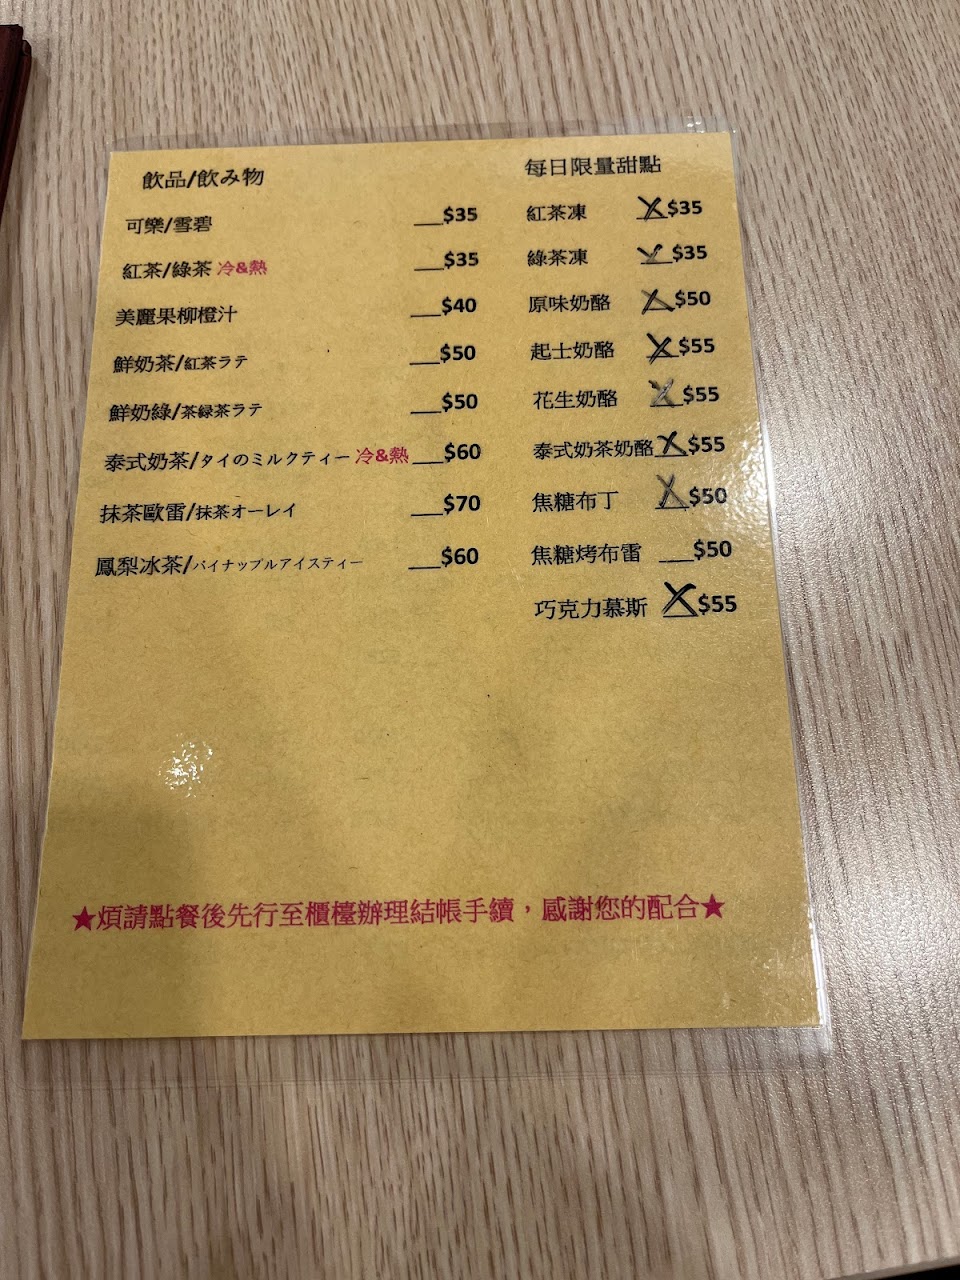 飲品/飲み物
可樂/雪碧 ___$35
紅茶/綠茶 冷&熱 ___$35
美麗果柳橙汁 ___$40
鮮奶茶/紅茶ラテ ___$50
鮮奶綠/茶緑茶ラテ ___$50
泰式奶茶/タイのミルクティー 冷&熱 ___$60
抹茶歐雷/抹茶オーレイ ___$70
鳳梨冰茶/パイナップルアイスティー ___$60
每日限量甜點
紅茶凍 X $35
綠茶凍 ✓ $35
原味奶酪 X $50
起士奶酪 X $55
花生奶酪 X $55
泰式奶茶奶酪 X $55
焦糖布丁 X $50
焦糖烤布雷 ___$50
巧克力慕斯 X $55
★煩請點餐後先行至櫃檯辦理結帳手續，感謝您的配合★